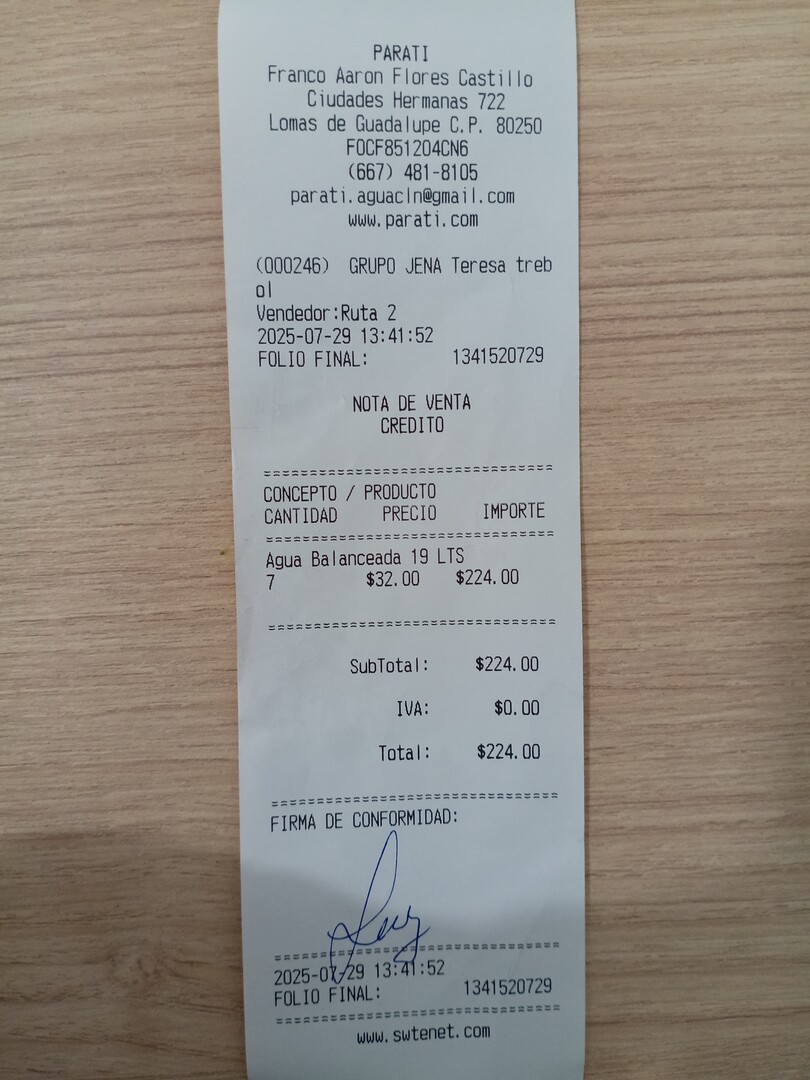 PARATI
Franco Aaron Flores Castillo
Ciudades Hermanas 722
Lomas de Guadalupe C.P. 80250
FOCF851204CN6
(667) 481-8105
parati.aguacln@gmail.com
www.parati.com
(000246) GRUPO JENA Teresa treb
ol
Vendedor:Ruta 2
2025-07-29 13:41:52
FOLIO FINAL: 1341520729
NOTA DE VENTA
CREDITO
================================
CONCEPTO / PRODUCTO
CANTIDAD PRECIO IMPORTE
================================
Agua Balanceada 19 LTS
7 $32.00 $224.00
================================
SubTotal: $224.00
IVA: $0.00
Total: $224.00
================================
FIRMA DE CONFORMIDAD:
================================
2025-07-29 13:41:52
FOLIO FINAL: 1341520729
================================
www.swtenet.com